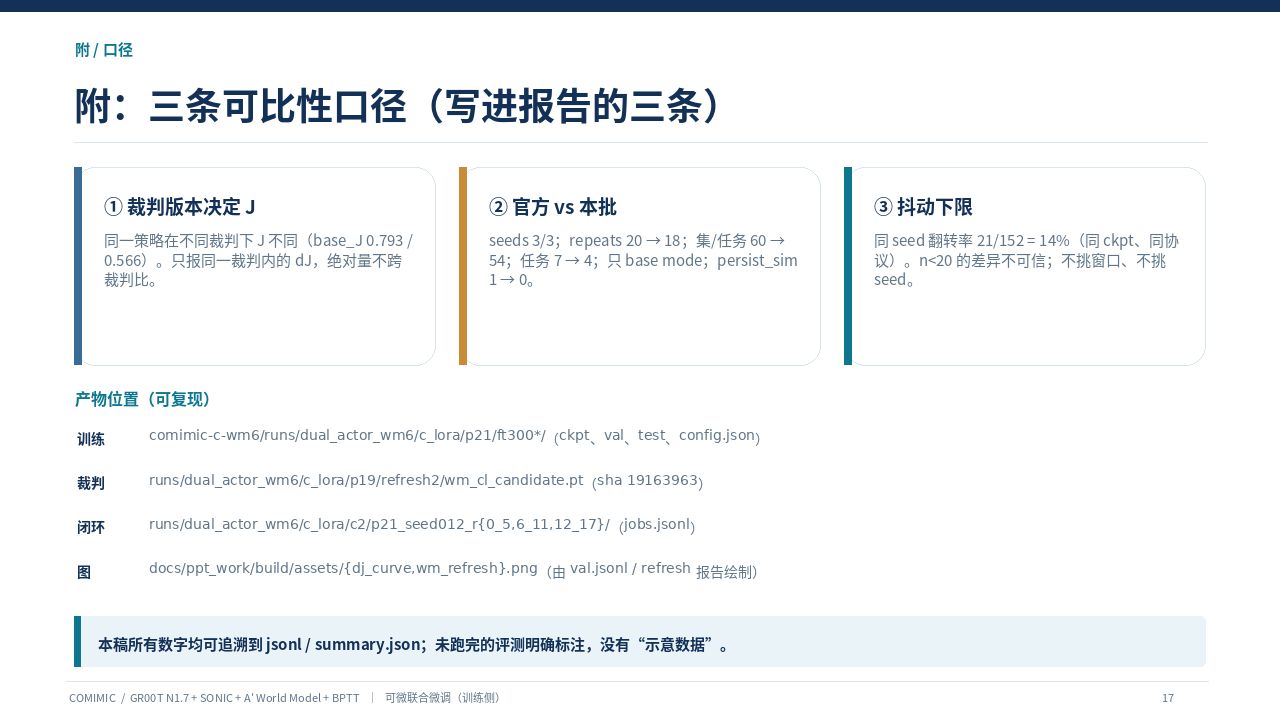 附 / 口径
附：三条可比性口径（写进报告的三条）
① 裁判版本决定 J
同一策略在不同裁判下 J 不同（base_J 0.793 /
0.566）。只报同一裁判内的 dJ，绝对量不跨
裁判比。
② 官方 vs 本批
seeds 3/3；repeats 20 → 18；集/任务 60 →
54；任务 7 → 4；只 base mode；persist_sim
1 → 0。
③ 抖动下限
同 seed 翻转率 21/152 = 14%（同 ckpt、同协
议）。n<20 的差异不可信；不挑窗口、不挑
seed。
产物位置（可复现）
训练 comimic-c-wm6/runs/dual_actor_wm6/c_lora/p21/ft300*/（ckpt、val、test、config.json）
裁判 runs/dual_actor_wm6/c_lora/p19/refresh2/wm_cl_candidate.pt（sha 19163963）
闭环 runs/dual_actor_wm6/c_lora/c2/p21_seed012_r{0_5,6_11,12_17}/（jobs.jsonl）
图 docs/ppt_work/build/assets/{dj_curve,wm_refresh}.png（由 val.jsonl / refresh 报告绘制）
本稿所有数字均可追溯到 jsonl / summary.json；未跑完的评测明确标注，没有“示意数据”。
COMIMIC / GR00T N1.7 + SONIC + A' World Model + BPTT ｜ 可微联合微调（训练侧）
17